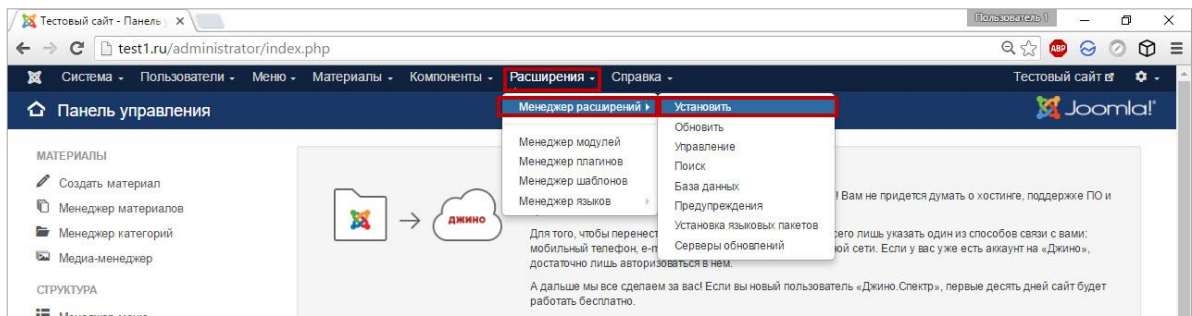 Тестовый сайт - Панель
Пользователь 1
test1.ru/administrator/index.php
ABP
Система Пользователи Меню Материалы Компоненты Расширения Справка Тестовый сайт
Панель управления
Joomla!
Менеджер расширений
Менеджер модулей
Менеджер плагинов
Менеджер шаблонов
Менеджер языков
Установить
Обновить
Управление
Поиск
База данных
Предупреждения
Установка языковых пакетов
Серверы обновлений
МАТЕРИАЛЫ
Создать материал
Менеджер материалов
Менеджер категорий
Медиа-менеджер
СТРУКТУРА
джино
! Вам не придется думать о хостинге, поддержке ПО и
Для того, чтобы перенест сего лишь указать один из способов связи с вами:
мобильный телефон, e-m ной сети. Если у вас уже есть аккаунт на «Джино»,
достаточно лишь авторизоваться в нем.
А дальше мы все сделаем за вас! Если вы новый пользователь «Джино.Спектр», первые десять дней сайт будет
работать бесплатно.